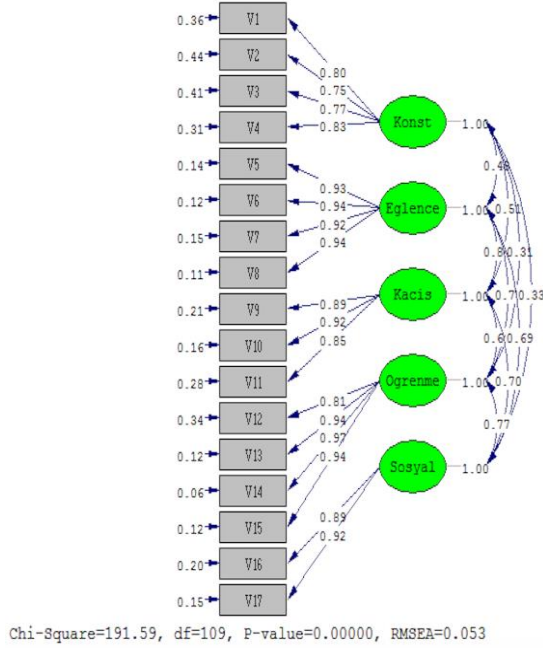 0.36 V1
0.44 V2
0.41 V3
0.31 V4
0.14 V5
0.12 V6
0.15 V7
0.11 V8
0.21 V9
0.16 V10
0.28 V11
0.34 V12
0.12 V13
0.06 V14
0.12 V15
0.20 V16
0.15 V17
0.80
0.75
0.77
0.83
0.93
0.94
0.92
0.94
0.89
0.92
0.85
0.81
0.94
0.97
0.94
0.89
0.92
Konst 1.00
Eglence 1.00
Kacis 1.00
Ogrenme 1.00
Sosyal 1.00
0.51
0.31
0.33
0.69
0.70
0.77
Chi-Square=191.59, df=109, P-value=0.00000, RMSEA=0.053